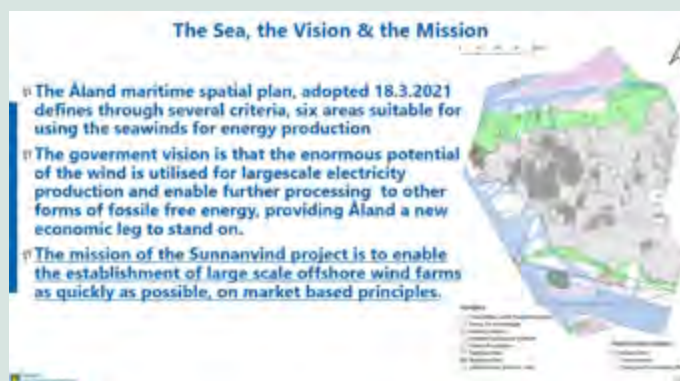 The Sea, the Vision & the Mission
The Åland maritime spatial plan, adopted 18.3.2021
defines through several criteria, six areas suitable for
using the seawinds for energy production
The goverment vision is that the enormous potential
of the wind is utilised for largescale electricity
production and enable further processing to other
forms of fossile free energy, providing Åland a new
economic leg to stand on.
The mission of the Sunnanvind project is to enable
the establishment of large scale offshore wind farms
as quickly as possible, on market based principles.